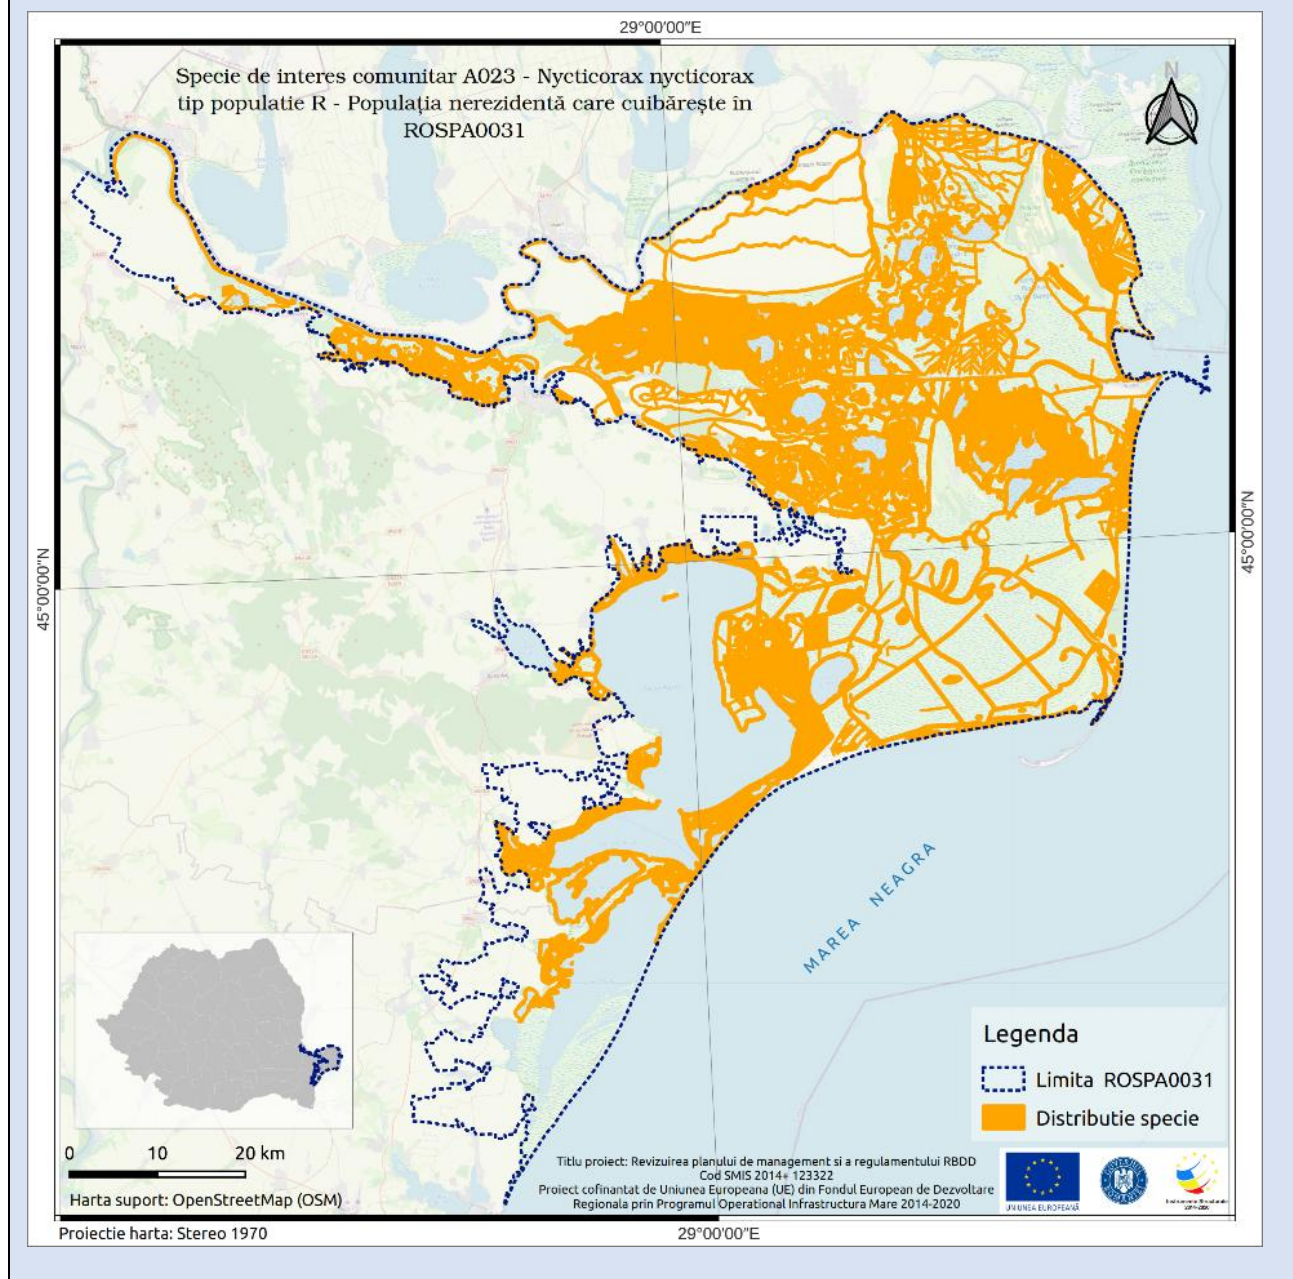 29°00'00"E
Specie de interes comunitar A023 - Nycticorax nycticorax
tip populatie R - Populația nerezidentă care cuibărește în
ROSPA0031
N
45°00'00"N
45°00'00"N
MAREA NEAGRA
Legenda
Limita ROSPA0031
Distributie specie
0 10 20 km
Harta suport: OpenStreetMap (OSM)
Titlu proiect: Revizuirea planului de management si a regulamentului RBDD
Cod SMIS 2014+ 123322
Proiect cofinantat de Uniunea Europeana (UE) din Fondul European de Dezvoltare
Regionala prin Programul Operational Infrastructura Mare 2014-2020
UNIUNEA EUROPEANĂ
Instrumente Structurale
2014-2020
Proiectie harta: Stereo 1970
29°00'00"E